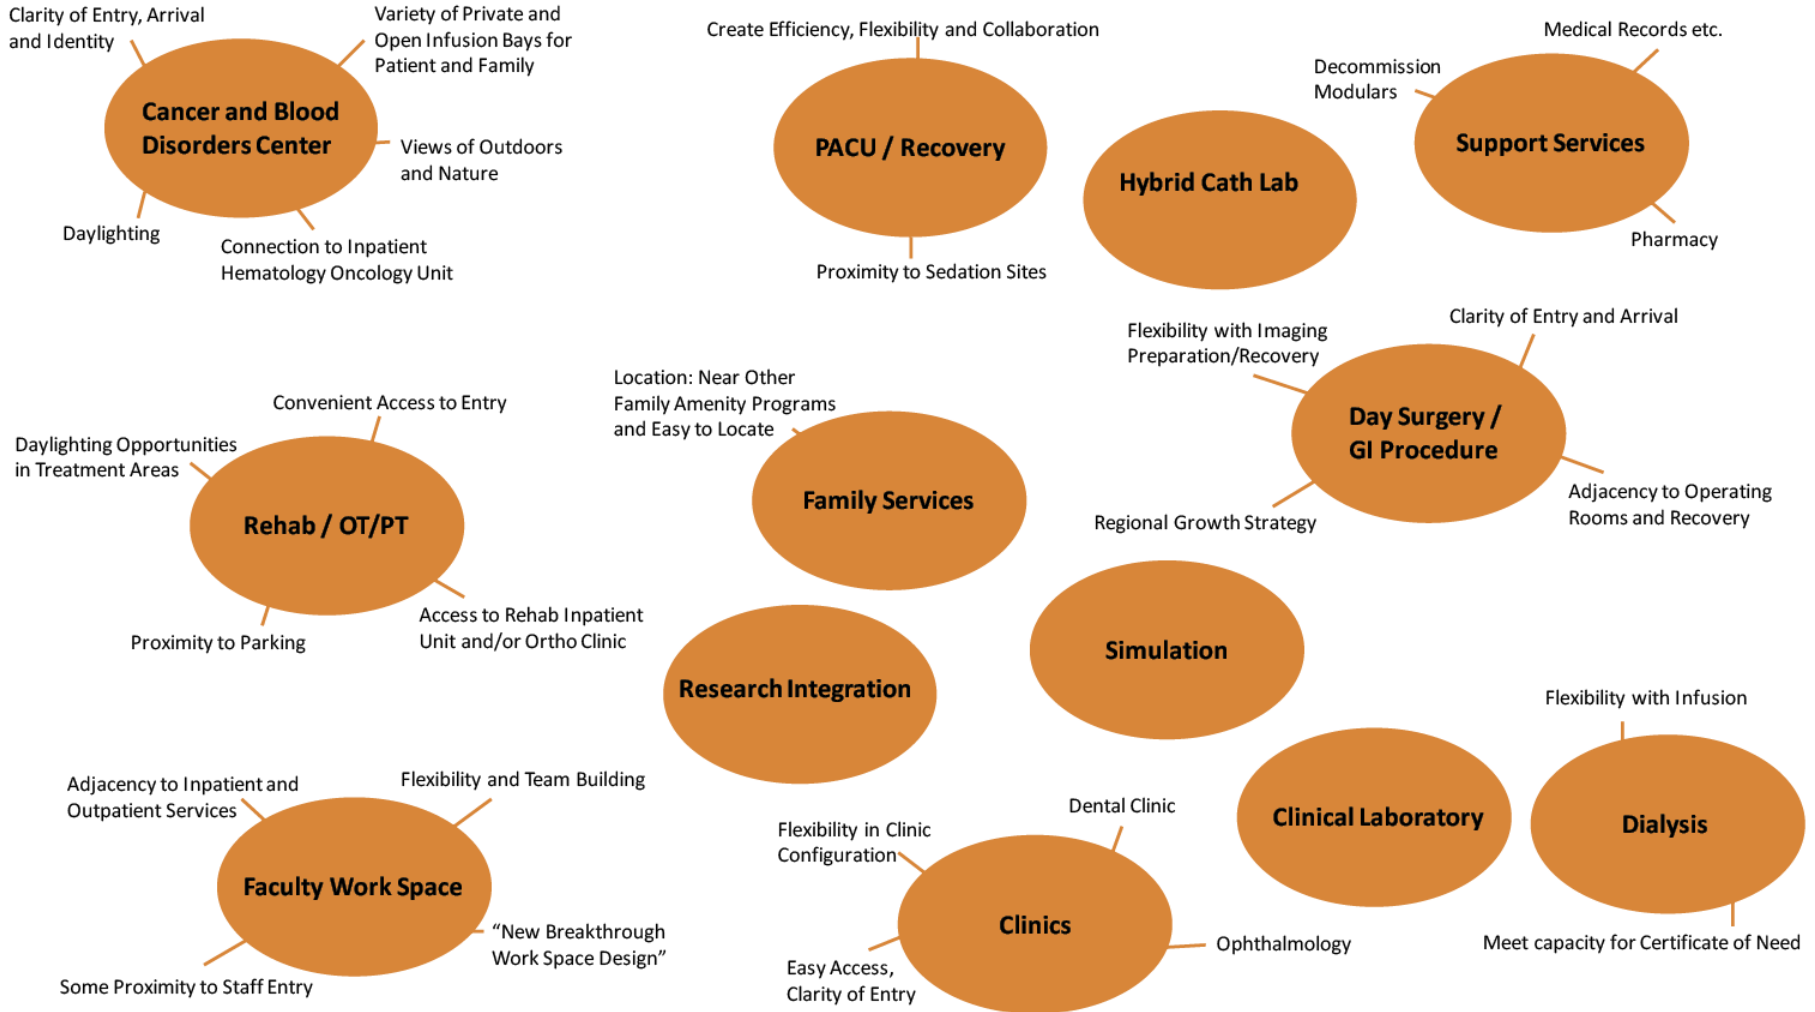 Clarity of Entry, Arrival
and Identity
Variety of Private and
Open Infusion Bays for
Patient and Family
Cancer and Blood
Disorders Center
Views of Outdoors
and Nature
Daylighting
Connection to Inpatient
Hematology Oncology Unit
Create Efficiency, Flexibility and Collaboration
PACU / Recovery
Proximity to Sedation Sites
Hybrid Cath Lab
Medical Records etc.
Decommission
Modulars
Support Services
Pharmacy
Flexibility with Imaging
Preparation/Recovery
Clarity of Entry and Arrival
Day Surgery /
GI Procedure
Regional Growth Strategy
Adjacency to Operating
Rooms and Recovery
Location: Near Other
Family Amenity Programs
and Easy to Locate
Family Services
Convenient Access to Entry
Daylighting Opportunities
in Treatment Areas
Rehab / OT/PT
Proximity to Parking
Access to Rehab Inpatient
Unit and/or Ortho Clinic
Research Integration
Simulation
Adjacency to Inpatient and
Outpatient Services
Flexibility and Team Building
Faculty Work Space
“New Breakthrough
Work Space Design”
Some Proximity to Staff Entry
Dental Clinic
Flexibility in Clinic
Configuration
Clinics
Easy Access,
Clarity of Entry
Ophthalmology
Clinical Laboratory
Flexibility with Infusion
Dialysis
Meet capacity for Certificate of Need